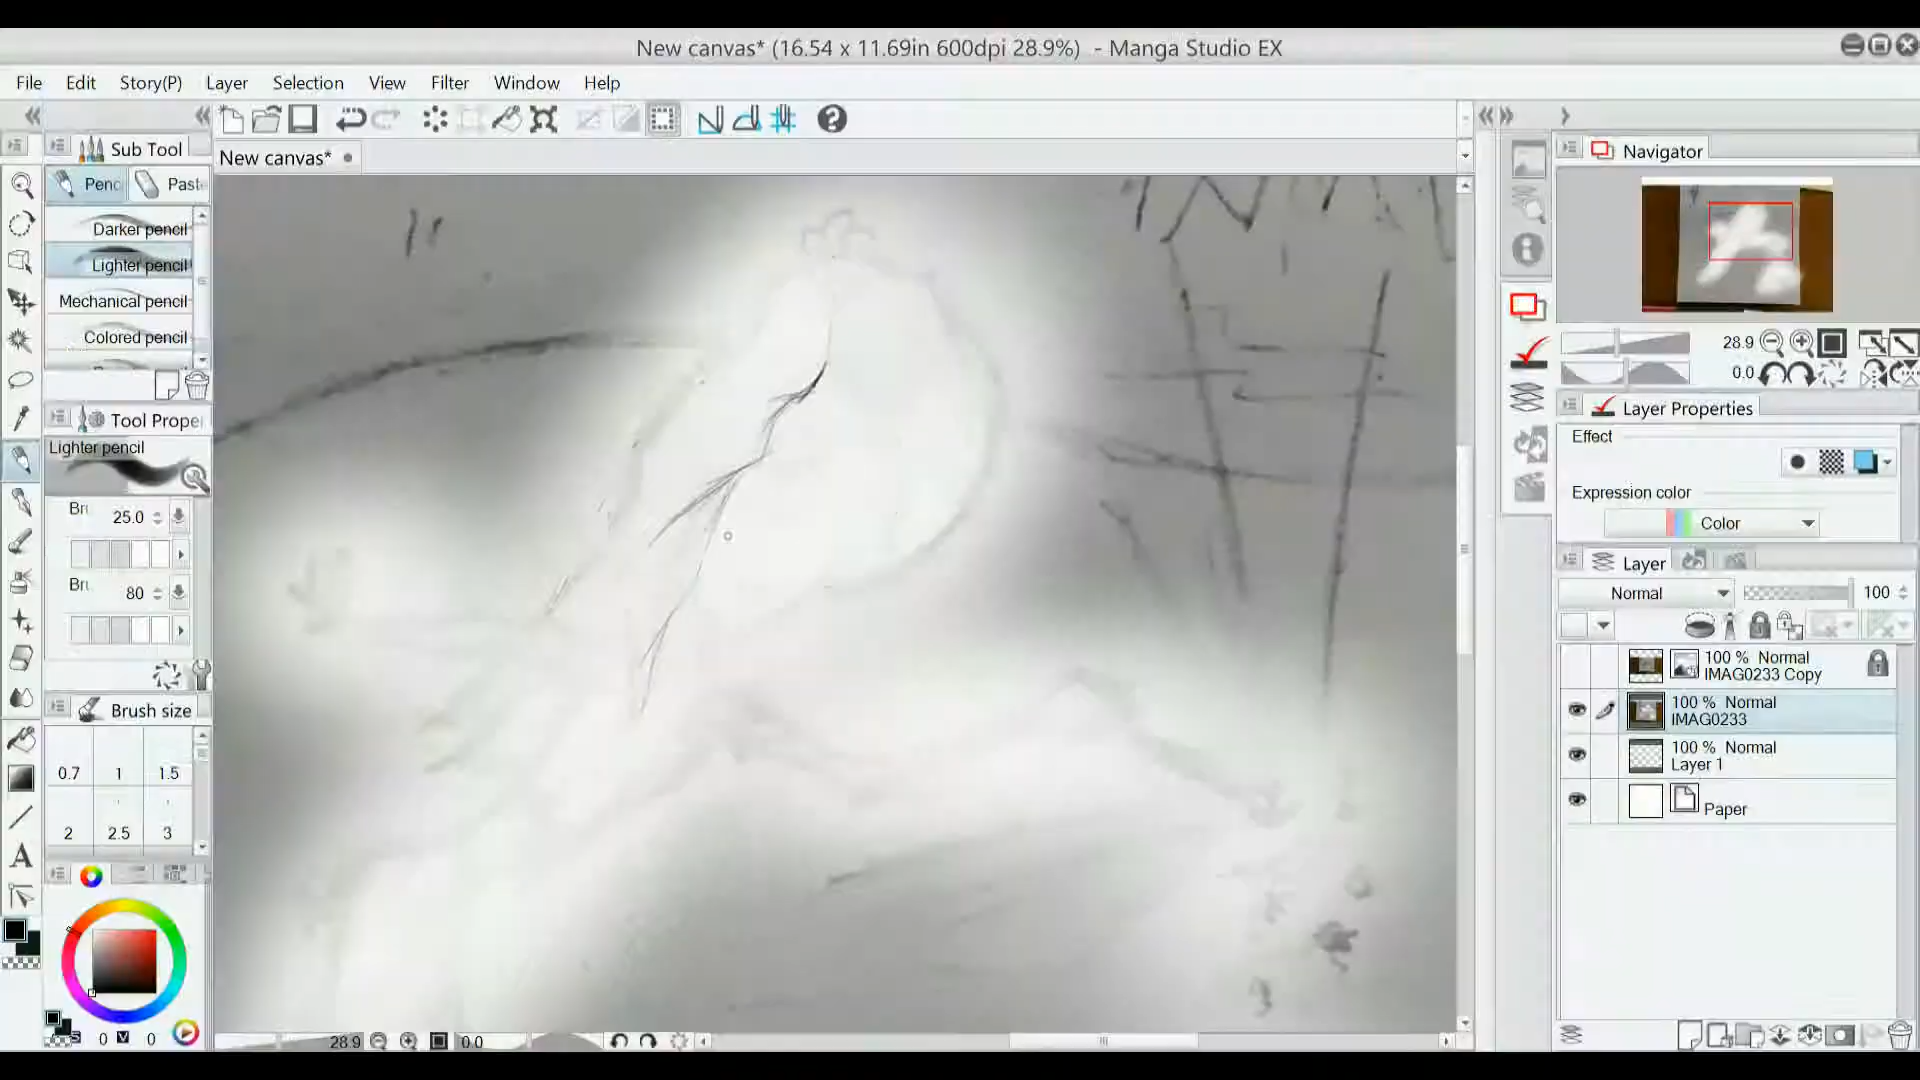 New canvas* (16.54 x 11.69in 600dpi 28.9%) - Manga Studio EX
File Edit Story(P) Layer Selection View Filter Window Help
Sub Tool
New canvas*
Navigator
Penc Paste
Darker pencil
Lighter pencil
Mechanical pencil
Colored pencil
28.9
0.0
Tool Proper
Layer Properties
Lighter pencil
Effect
Expression color
25.0
Color
Layer
80
Normal 100
100 % Normal
IMAG0233 Copy
Brush size
100 % Normal
IMAG0233
0.7 1 1.5
100 % Normal
Layer 1
2 2.5 3
Paper
A
0 V 0
28.9 0.0